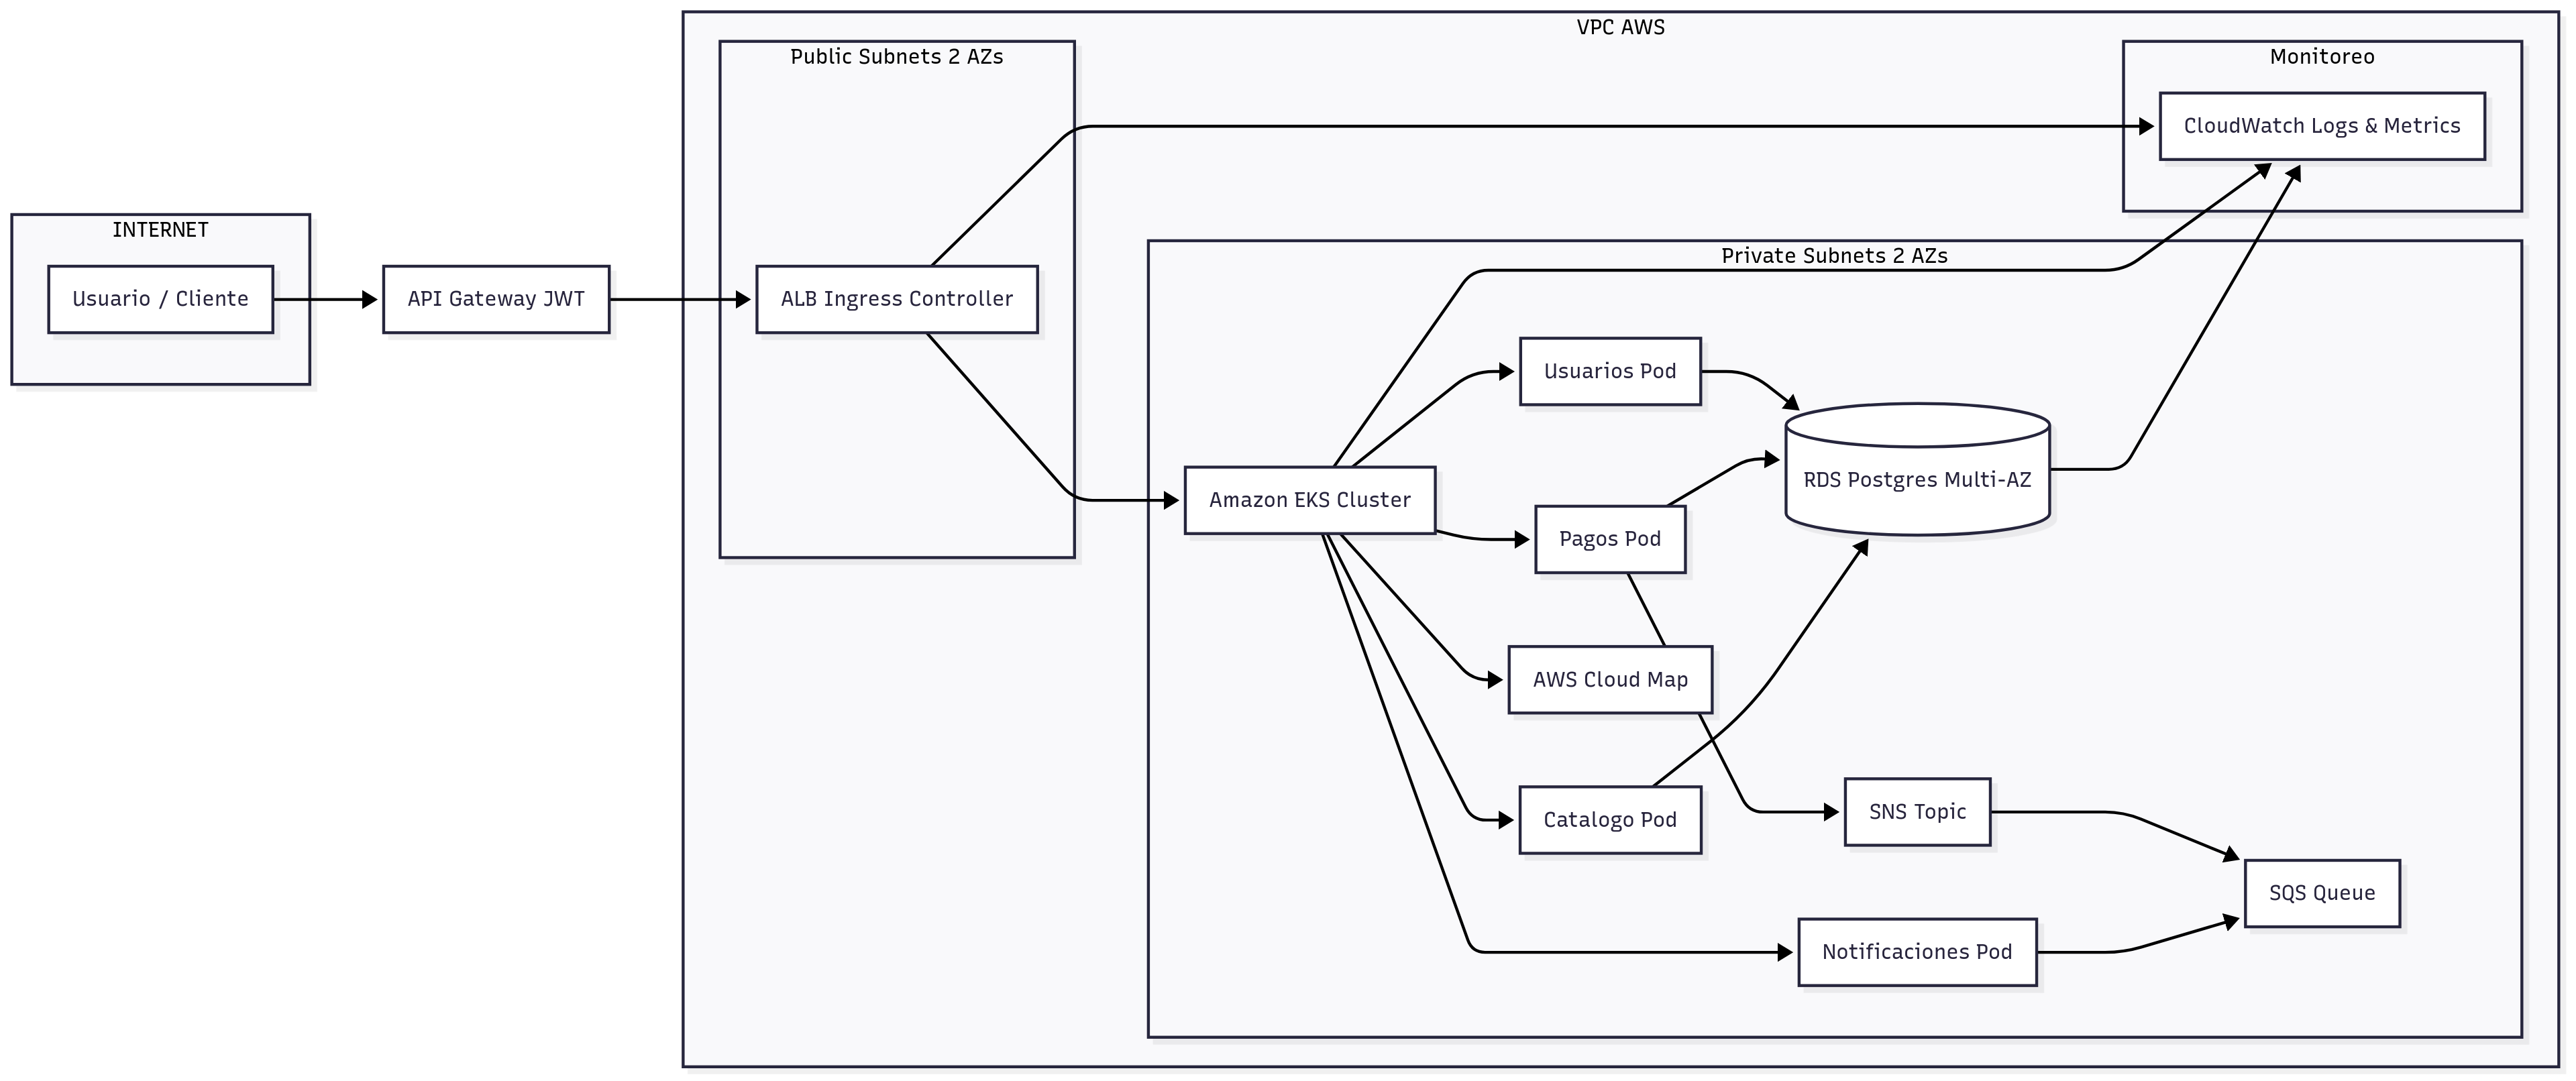 VPC AWS
Public Subnets 2 AZs
Monitoreo
CloudWatch Logs & Metrics
INTERNET
Usuario / Cliente
API Gateway JWT
ALB Ingress Controller
Private Subnets 2 AZs
Usuarios Pod
RDS Postgres Multi-AZ
Amazon EKS Cluster
Pagos Pod
AWS Cloud Map
Catalogo Pod
SNS Topic
SQS Queue
Notificaciones Pod